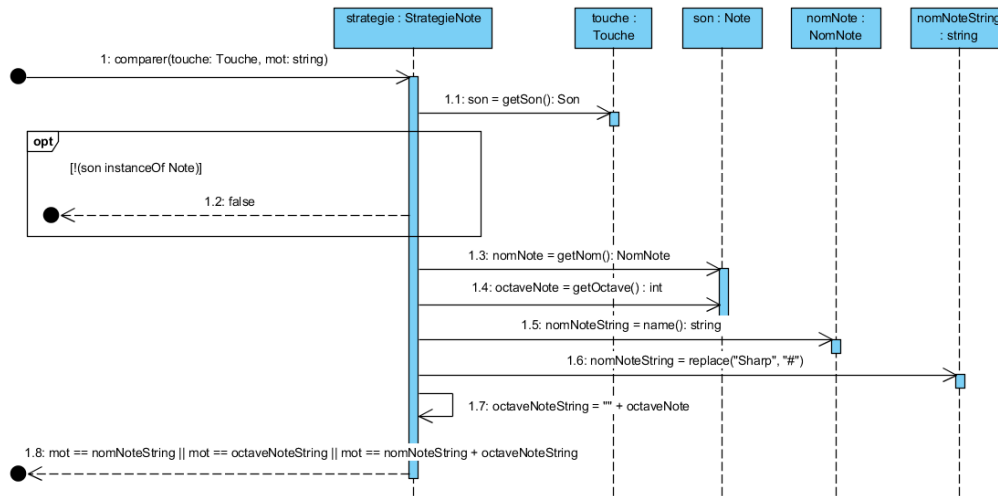 strategie : StrategieNote
touche :
Touche
son : Note
nomNote :
NomNote
nomNoteString
: string
1: comparer(touche: Touche, mot: string)
1.1: son = getSon(): Son
opt
[!(son instanceOf Note)]
1.2: false
1.3: nomNote = getNom(): NomNote
1.4: octaveNote = getOctave() : int
1.5: nomNoteString = name(): string
1.6: nomNoteString = replace("Sharp", "#")
1.7: octaveNoteString = "" + octaveNote
1.8: mot == nomNoteString || mot == octaveNoteString || mot == nomNoteString + octaveNoteString